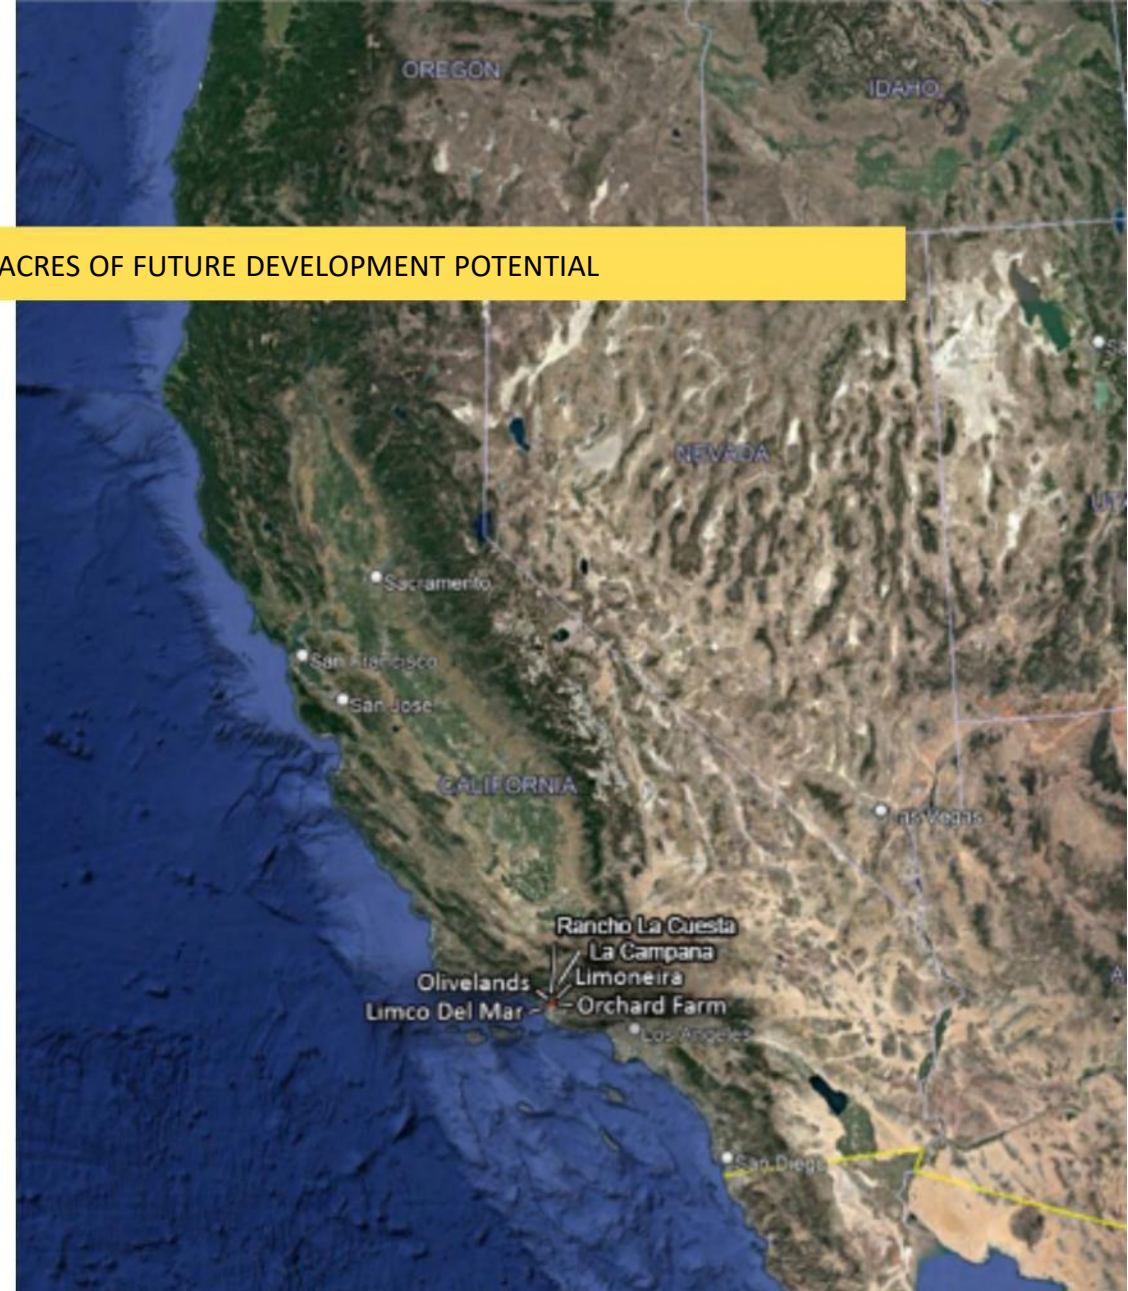 OREGON
IDAHO
ACRES OF FUTURE DEVELOPMENT POTENTIAL
NEVADA
Sacramento
San Francisco
San Jose
CALIFORNIA
Las Vegas
Rancho La Cuesta
La Campana
Olivelands
Limoneira
Limco Del Mar
Orchard Farm
Los Angeles
San Diego